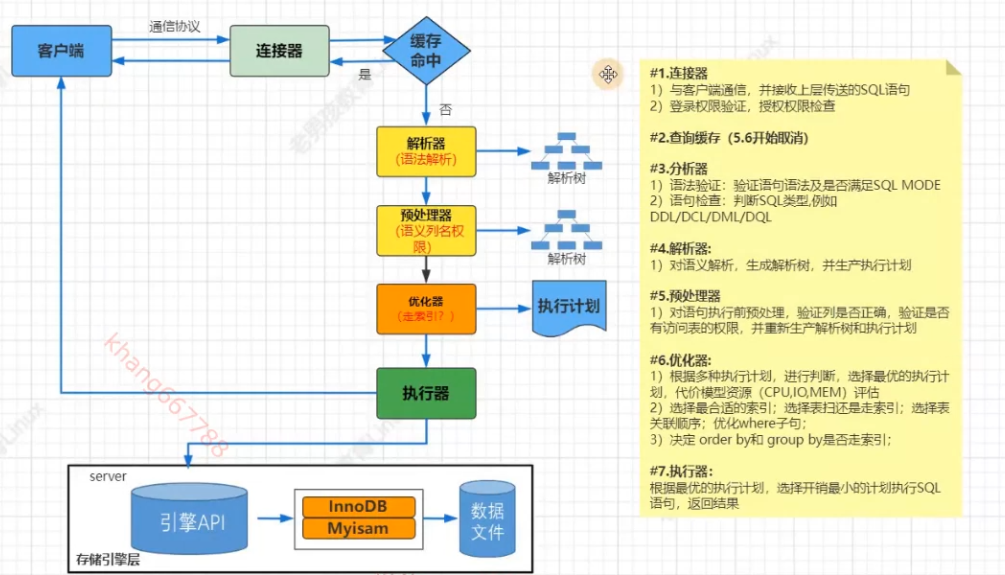 通信协议
客户端
连接器
缓存
命中
是
否
解析器
(语法解析)
解析树
预处理器
(语义列名权
限)
解析树
优化器
(走索引? )
执行计划
执行器
server
引擎API
InnoDB
Myisam
数据
文件
存储引擎层
#1.连接器
1）与客户端通信，并接收上层传送的SQL语句
2）登录权限验证，授权权限检查
#2.查询缓存（5.6开始取消）
#3.分析器
1）语法验证：验证语句语法及是否满足SQL MODE
2）语句检查：判断SQL类型,例如
DDL/DCL/DML/DQL
#4.解析器:
1）对语义解析，生成解析树，并生产执行计划
#5.预处理器
1）对语句执行前预处理，验证列是否正确，验证是否
有访问表的权限，并重新生产解析树和执行计划
#6.优化器:
1）根据多种执行计划，进行判断，选择最优的执行计
划，代价模型资源（CPU,IO,MEM）评估
2）选择最合适的索引；选择表扫还是走索引；选择表
关联顺序；优化where子句；
3）决定 order by和 group by是否走索引；
#7.执行器:
根据最优的执行计划，选择开销最小的计划执行SQL
语句，返回结果
khang667788